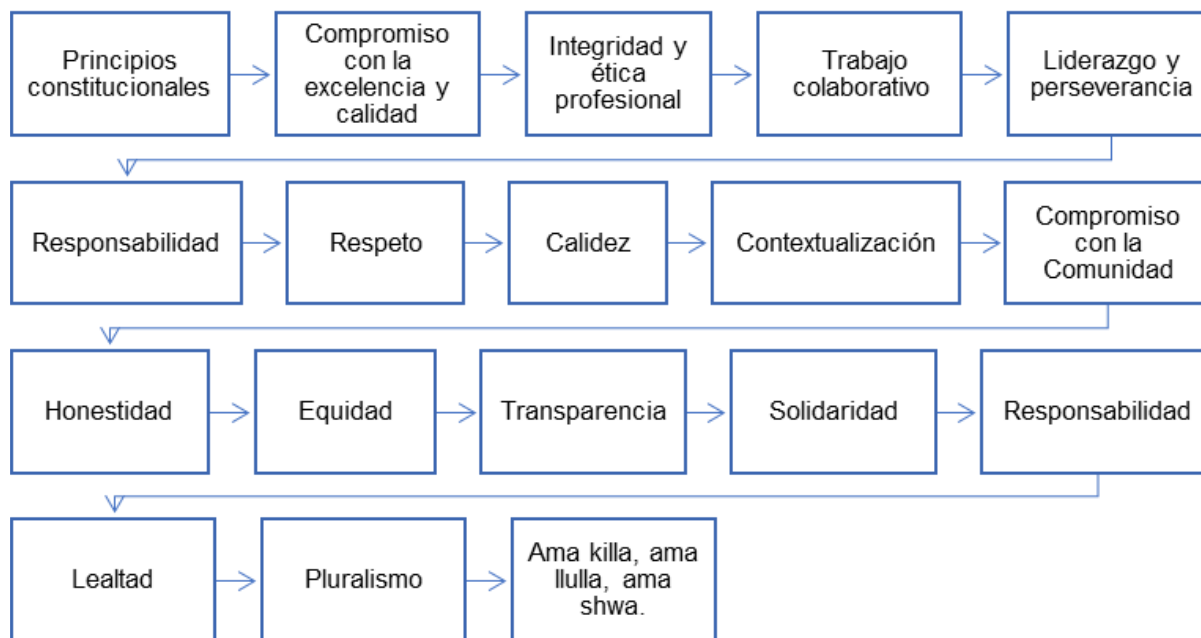 Principios
constitucionales
Compromiso
con la
excelencia y
calidad
Integridad y
ética
profesional
Trabajo
colaborativo
Liderazgo y
perseverancia
Responsabilidad
Respeto
Calidez
Contextualización
Compromiso
con la
Comunidad
Honestidad
Equidad
Transparencia
Solidaridad
Responsabilidad
Lealtad
Pluralismo
Ama killa, ama
llulla, ama
shwa.